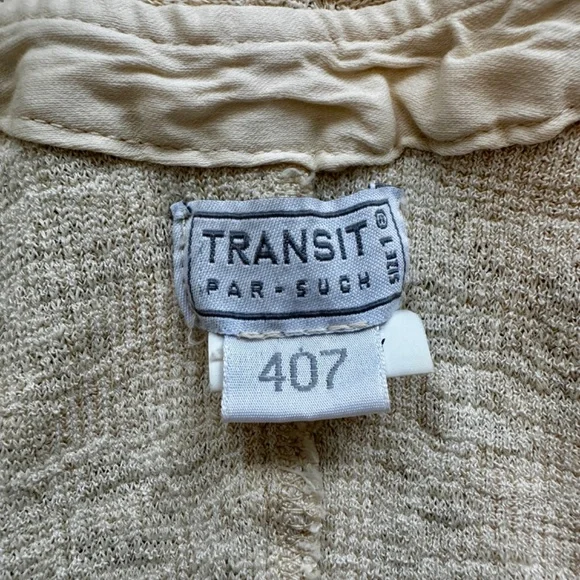 TRANSIT
PAR-SUCH
SIZE 1 ®
407